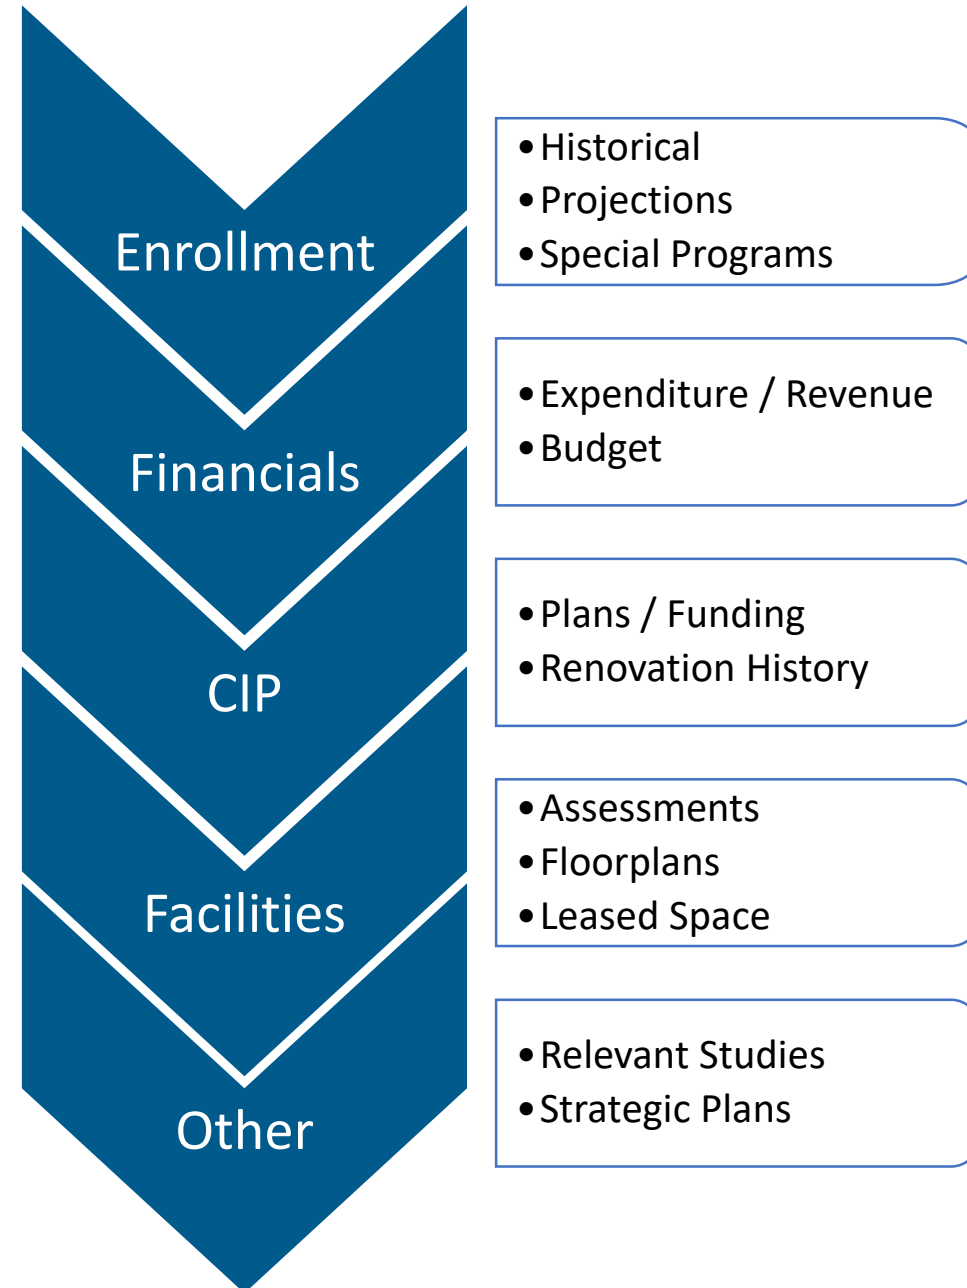 Enrollment
• Historical
• Projections
• Special Programs
Financials
• Expenditure / Revenue
• Budget
CIP
• Plans / Funding
• Renovation History
Facilities
• Assessments
• Floorplans
• Leased Space
Other
• Relevant Studies
• Strategic Plans